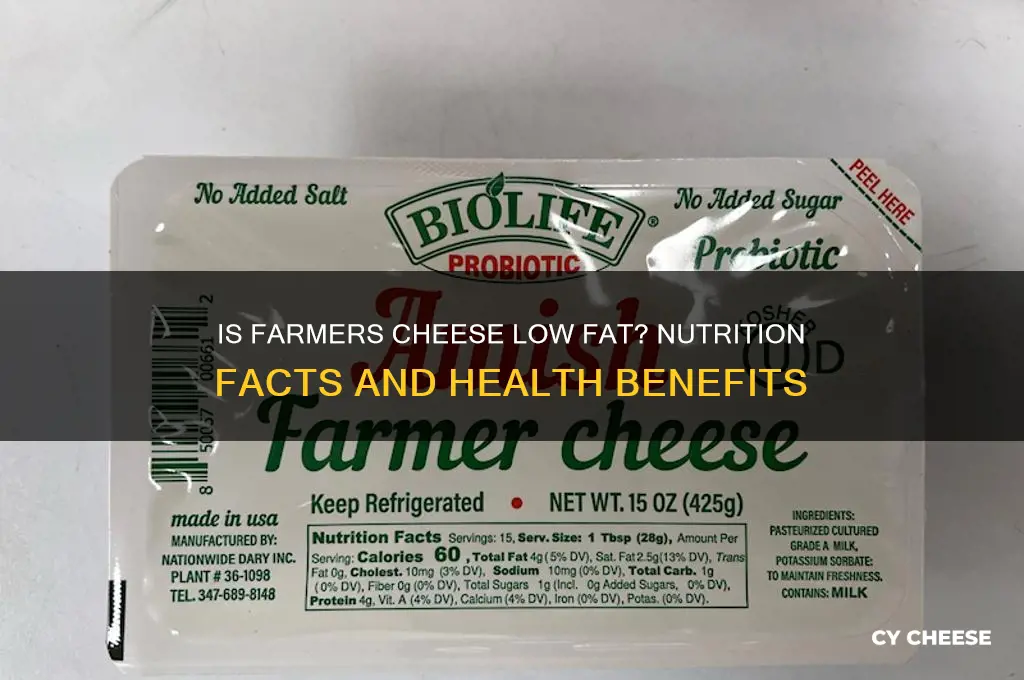 No Added Salt
BIOLIFE®
PROBIOTIC
No Added Sugar
PEEL HERE
Probiotic
Amish
Farmer cheese
KOSHER
U D
8 50057 00661 2
IS FARMERS CHEESE LOW FAT? NUTRITION
FACTS AND HEALTH BENEFITS
Keep Refrigerated • NET WT. 15 OZ (425g)
made in usa
MANUFACTURED BY:
NATIONWIDE DARY INC.
PLANT # 36-1098
TEL. 347-689-8148
Nutrition Facts Servings: 15, Serv. Size: 1 Tbsp (28g), Amount Per
Serving: Calories 60 , Total Fat 4g (5% DV), Sat. Fat 2.5g (13% DV), Trans
Fat 0g, Cholest. 10mg (3% DV), Sodium 10mg (0% DV), Total Carb. 1g
(0% DV), Fiber 0g (0% DV), Total Sugars 1g (Incl. 0g Added Sugars, 0% DV),
Protein 4g, Vit. A (4% DV), Calcium (4% DV), Iron (0% DV), Potas. (0% DV).
INGREDIENTS:
PASTEURIZED CULTURED
GRADE A MILK,
POTASSIUM SORBATE:
TO MAINTAIN FRESHNESS.
CONTAINS: MILK
CY CHEESE